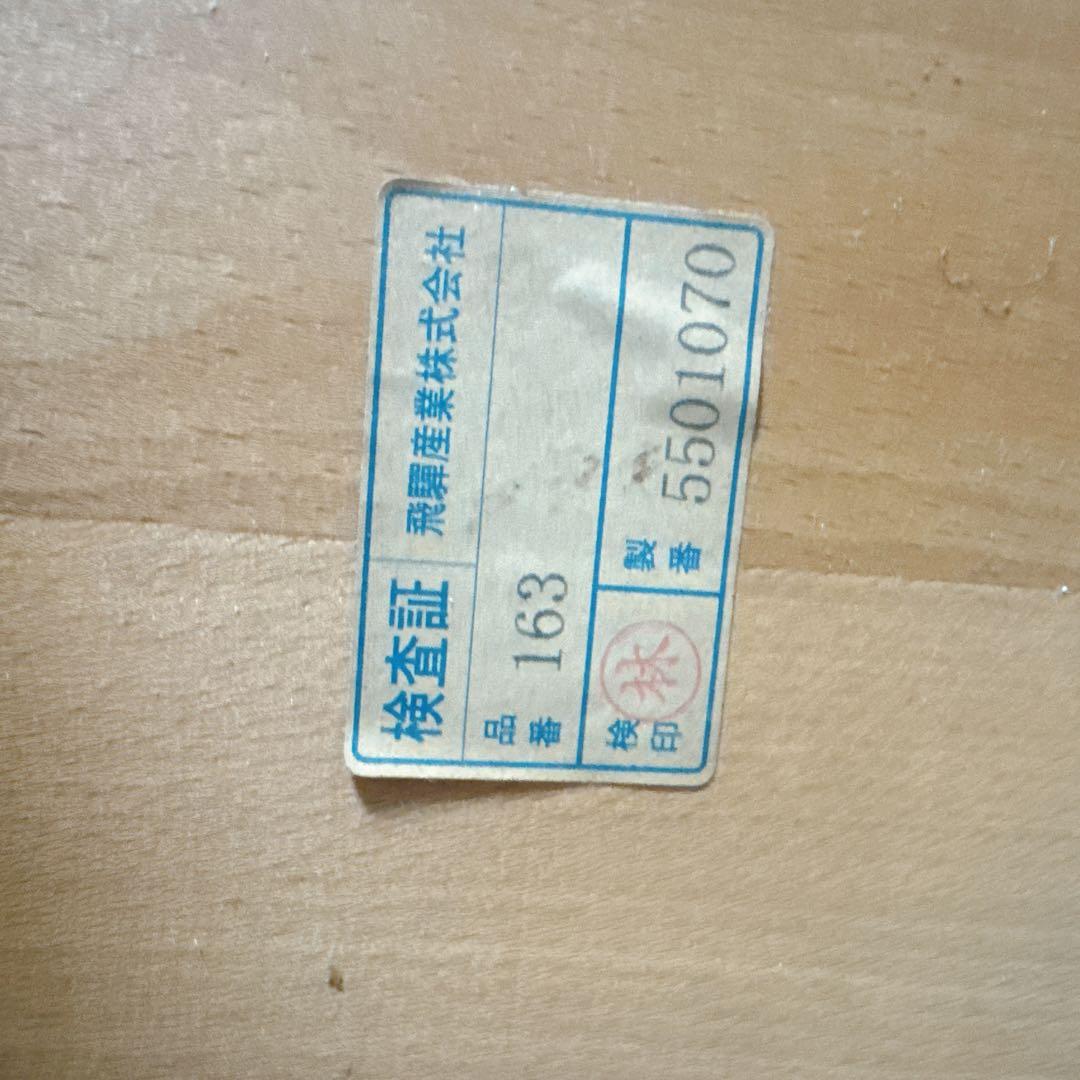 検査証 飛驒産業株式会社
品番 163
検印 林 製番 5501070